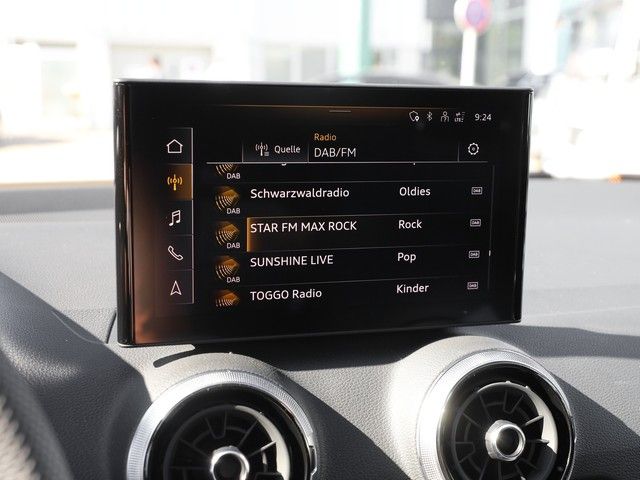 9:24
Radio
Quelle DAB/FM
DAB
Schwarzwaldradio Oldies DAB
DAB
STAR FM MAX ROCK Rock DAB
DAB
SUNSHINE LIVE Pop DAB
DAB
TOGGO Radio Kinder DAB